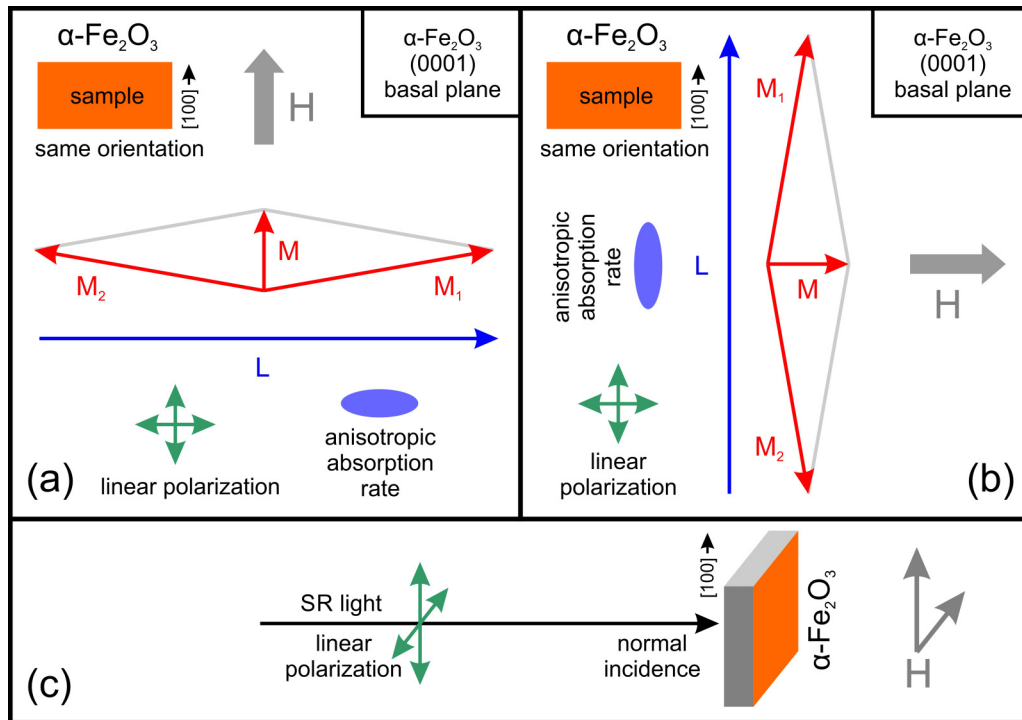 α-Fe₂O₃
sample
[100]
same orientation
H
α-Fe₂O₃
(0001)
basal plane
M₂
M
M₁
L
linear polarization
anisotropic
absorption
rate
(a)
α-Fe₂O₃
sample
[100]
same orientation
α-Fe₂O₃
(0001)
basal plane
M₁
anisotropic
absorption
rate
L
M
H
linear
polarization
M₂
(b)
SR light
linear
polarization
normal
incidence
[100]
α-Fe₂O₃
H
(c)